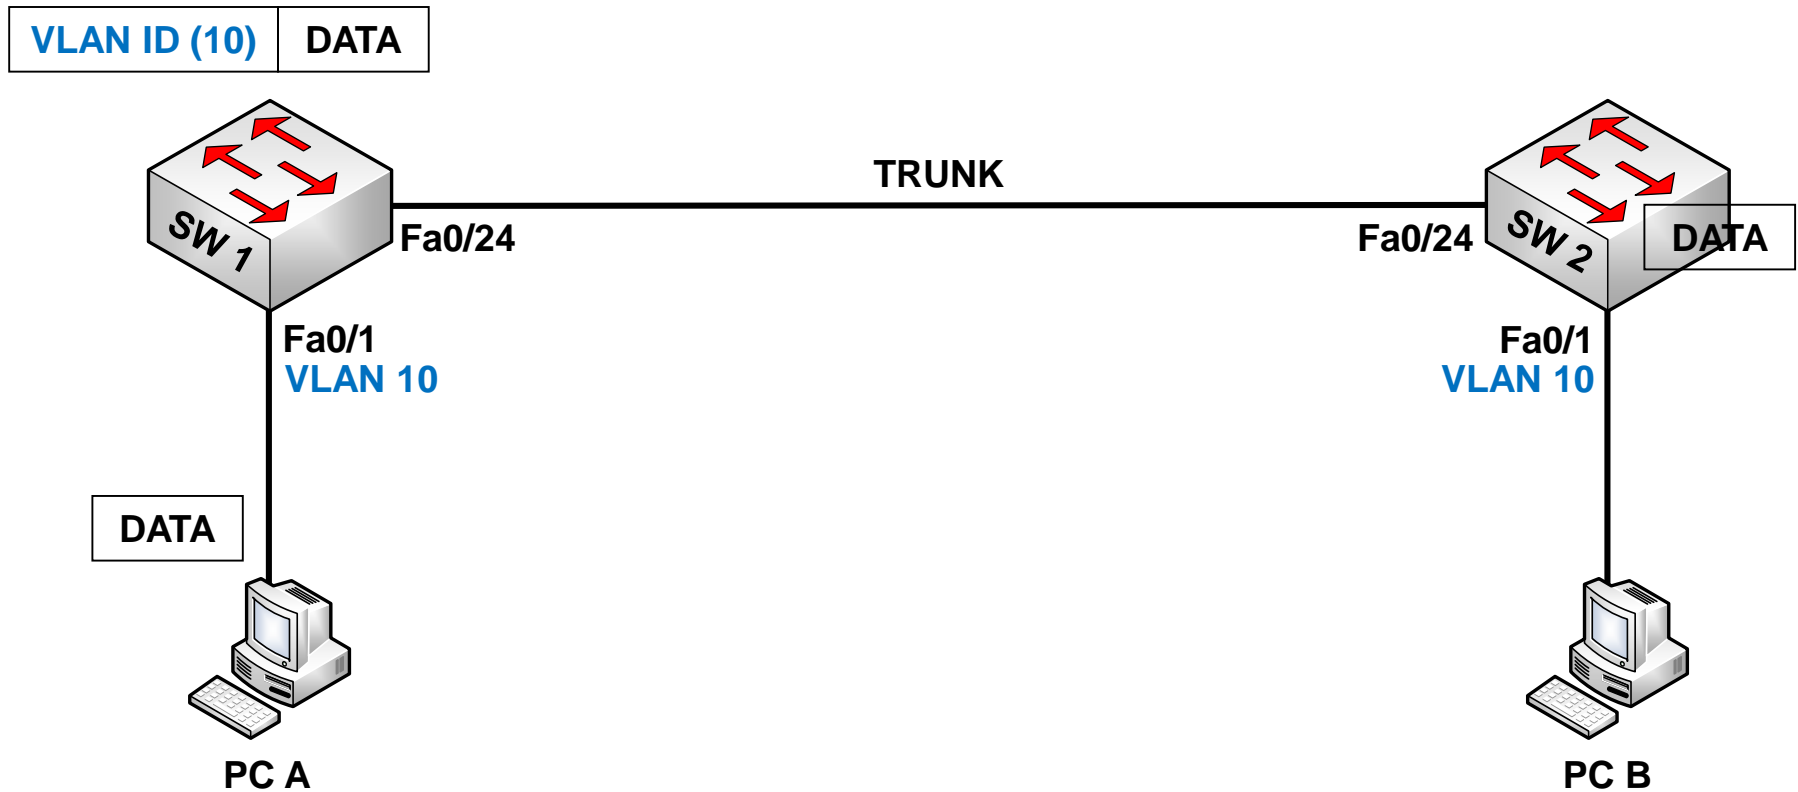 VLAN ID (10) DATA
TRUNK
SW 1
Fa0/24
Fa0/24
SW 2
DATA
Fa0/1
VLAN 10
Fa0/1
VLAN 10
DATA
PC A
PC B